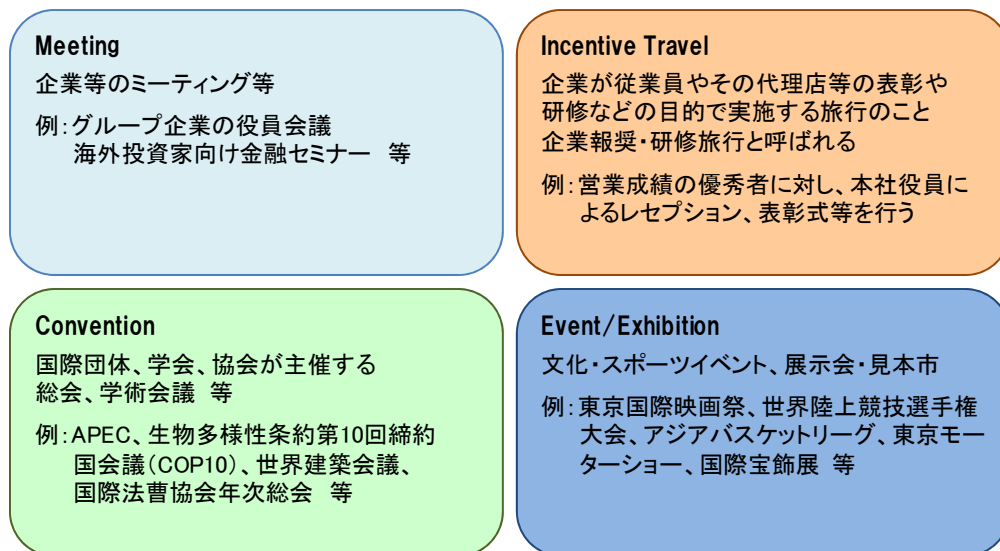 Meeting
企業等のミーティング等
例：グループ企業の役員会議
海外投資家向け金融セミナー　等
Incentive Travel
企業が従業員やその代理店等の表彰や
研修などの目的で実施する旅行のこと
企業報奨・研修旅行と呼ばれる
例：営業成績の優秀者に対し、本社役員に
よるレセプション、表彰式等を行う
Convention
国際団体、学会、協会が主催する
総会、学術会議　等
例：APEC、生物多様性条約第10回締約
国会議（COP10）、世界建築会議、
国際法曹協会年次総会　等
Event/Exhibition
文化・スポーツイベント、展示会・見本市
例：東京国際映画祭、世界陸上競技選手権
大会、アジアバスケットリーグ、東京モー
ターショー、国際宝飾展　等